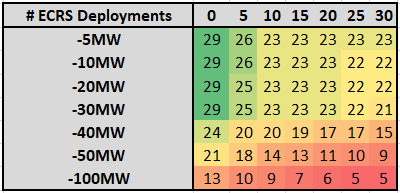 # ECRS Deployments 0 5 10 15 20 25 30
-5MW 29 26 23 23 23 23 23
-10MW 29 26 23 23 23 22 22
-20MW 29 25 23 23 23 22 22
-30MW 29 25 23 23 23 22 21
-40MW 24 20 20 19 17 17 15
-50MW 21 18 14 13 11 10 9
-100MW 13 10 9 7 6 5 5